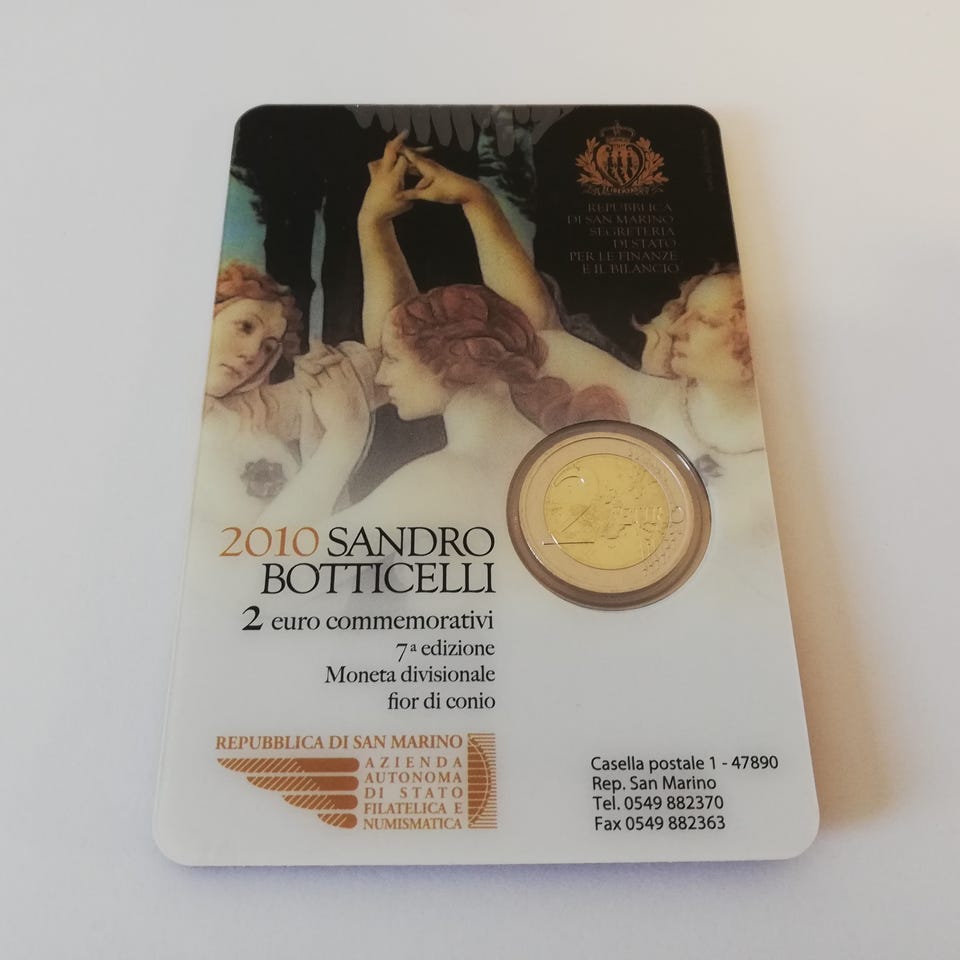 REPUBBLICA
DI SAN MARINO
SEGRETERIA
DI STATO
PER LE FINANZE
E IL BILANCIO
2 EURO
2010 SANDRO
BOTTICELLI
2 euro commemorativi
7ª edizione
Moneta divisionale
fior di conio
REPUBBLICA DI SAN MARINO
AZIENDA
AUTONOMA
DI STATO
FILATELICA E
NUMISMATICA
Casella postale 1 - 47890
Rep. San Marino
Tel. 0549 882370
Fax 0549 882363